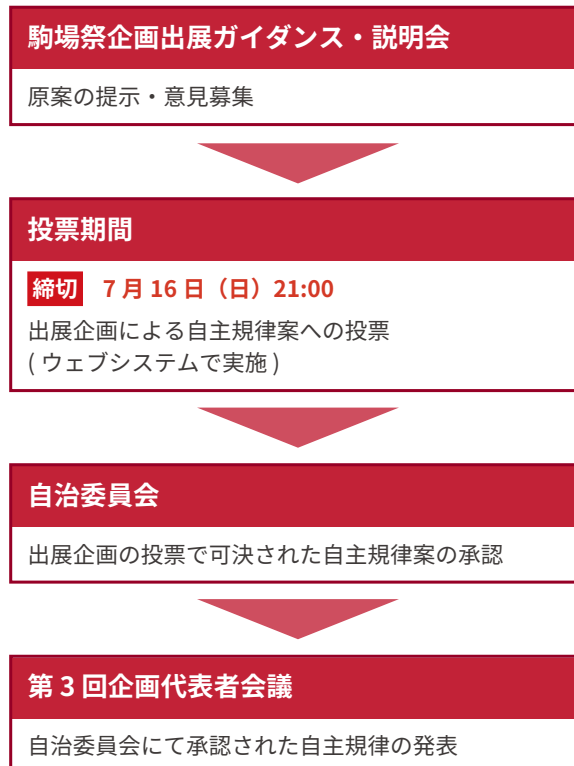 駒場祭企画出展ガイダンス・説明会
原案の提示・意見募集
投票期間
締切 7月16日（日）21:00
出展企画による自主規律案への投票
(ウェブシステムで実施)
自治委員会
出展企画の投票で可決された自主規律案の承認
第3回企画代表者会議
自治委員会にて承認された自主規律の発表